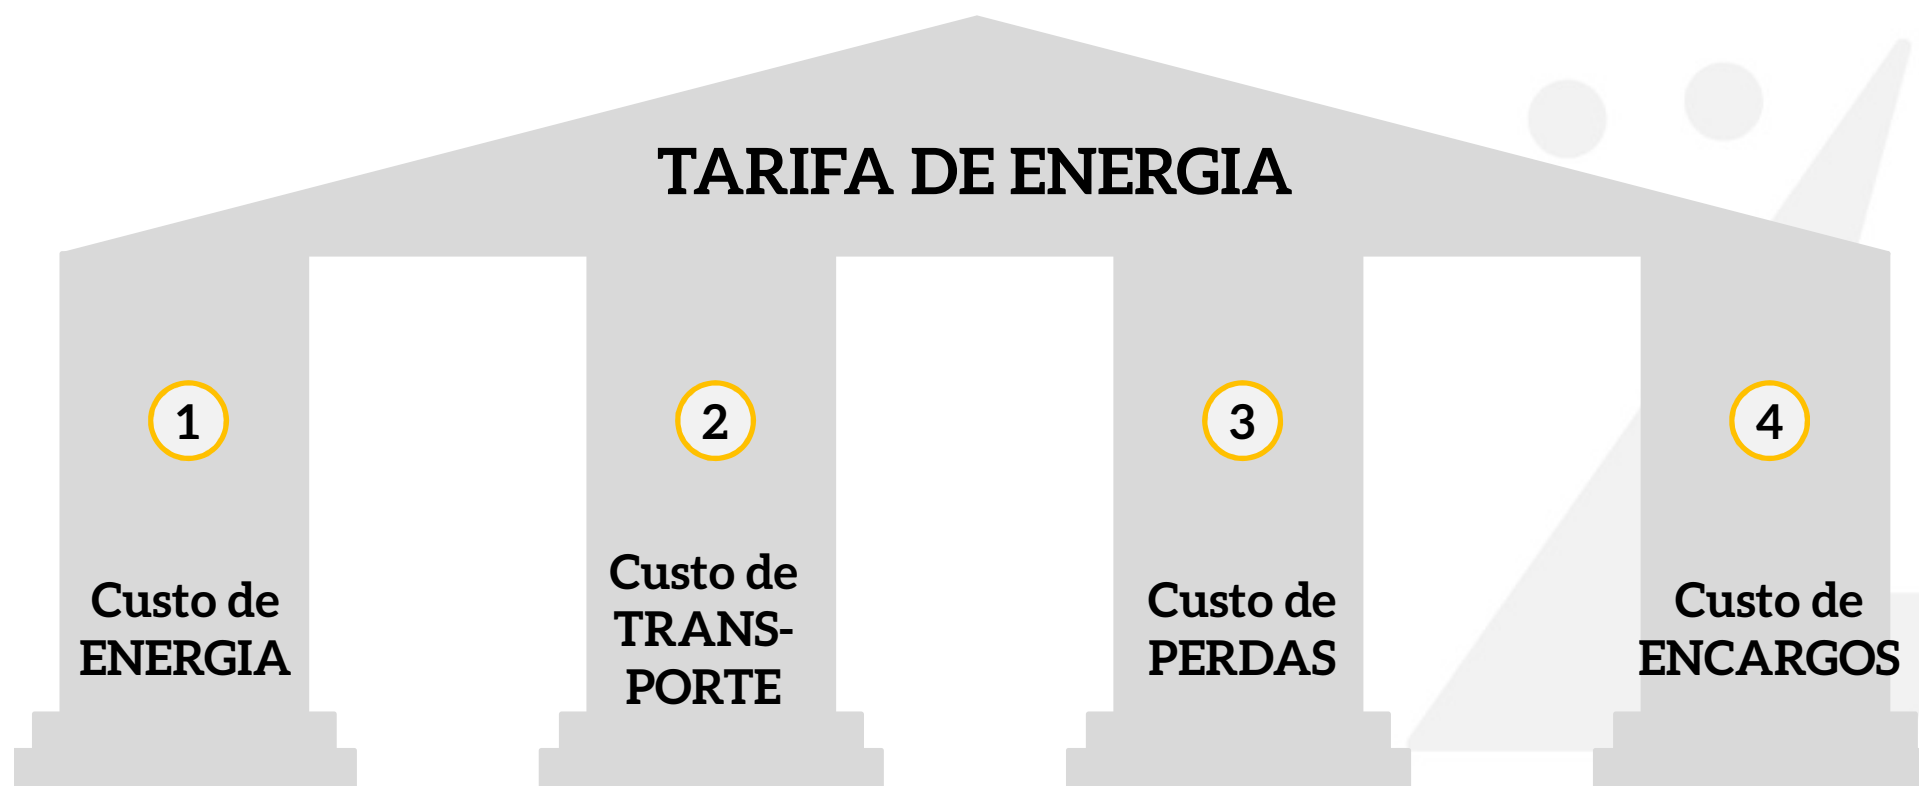 TARIFA DE ENERGIA
1
Custo de
ENERGIA
2
Custo de
TRANS-
PORTE
3
Custo de
PERDAS
4
Custo de
ENCARGOS